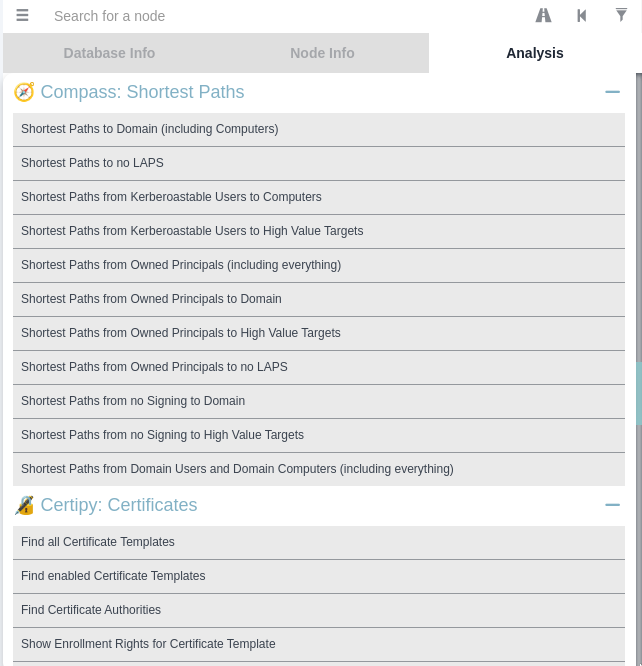 Search for a node
Database Info
Node Info
Analysis
Compass: Shortest Paths
Shortest Paths to Domain (including Computers)
Shortest Paths to no LAPS
Shortest Paths from Kerberoastable Users to Computers
Shortest Paths from Kerberoastable Users to High Value Targets
Shortest Paths from Owned Principals (including everything)
Shortest Paths from Owned Principals to Domain
Shortest Paths from Owned Principals to High Value Targets
Shortest Paths from Owned Principals to no LAPS
Shortest Paths from no Signing to Domain
Shortest Paths from no Signing to High Value Targets
Shortest Paths from Domain Users and Domain Computers (including everything)
Certipy: Certificates
Find all Certificate Templates
Find enabled Certificate Templates
Find Certificate Authorities
Show Enrollment Rights for Certificate Template